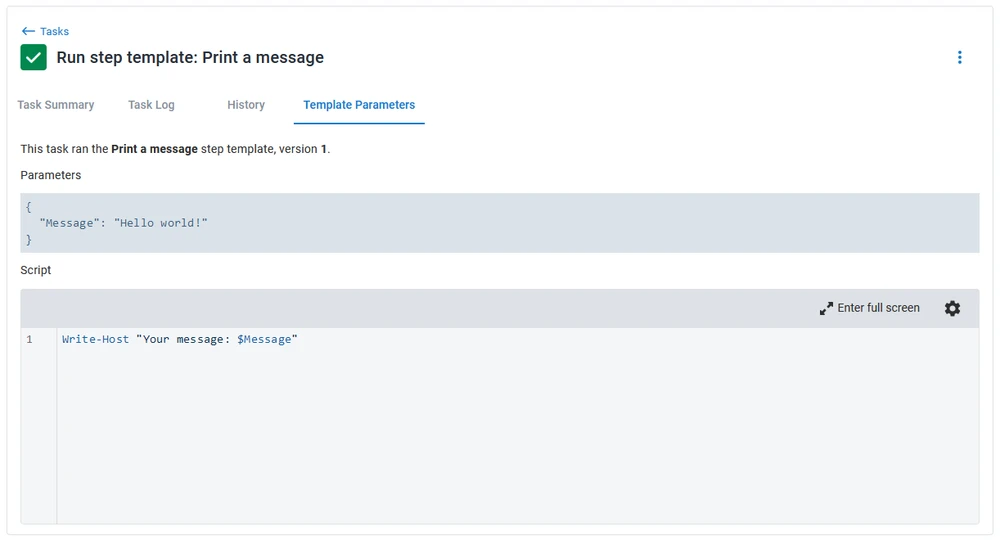 Tasks
Run step template: Print a message
Task Summary Task Log History Template Parameters
This task ran the Print a message step template, version 1.
Parameters
{
"Message": "Hello world!"
}
Script
Enter full screen
1 Write-Host "Your message: $Message"